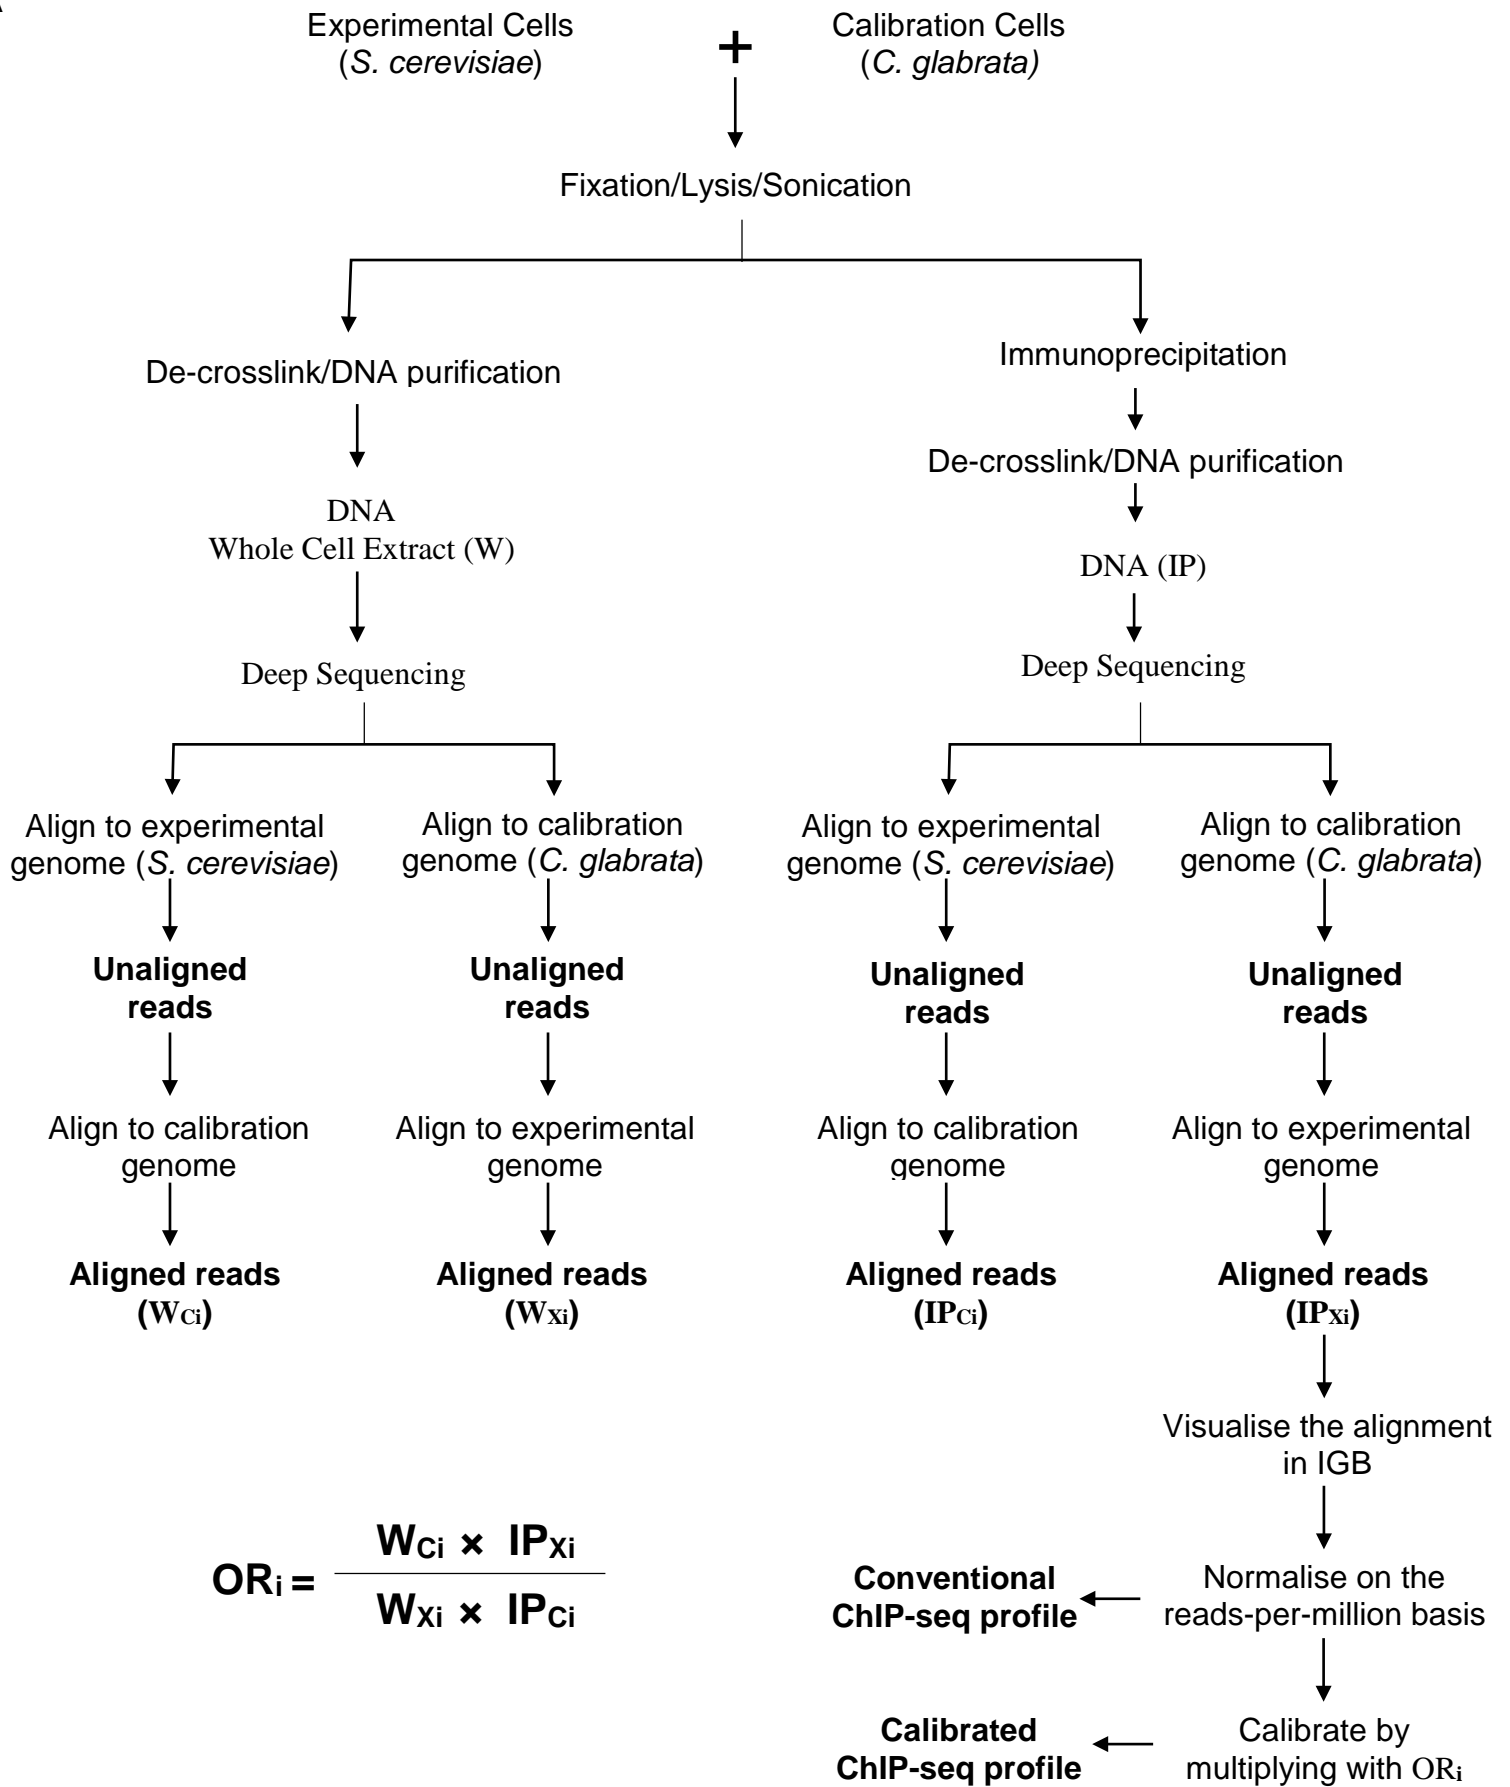 Experimental Cells
(S. cerevisiae)
+
Calibration Cells
(C. glabrata)
Fixation/Lysis/Sonication
De-crosslink/DNA purification
DNA
Whole Cell Extract (W)
Deep Sequencing
Immunoprecipitation
De-crosslink/DNA purification
DNA (IP)
Deep Sequencing
Align to experimental
genome (S. cerevisiae)
Unaligned
reads
Align to calibration
genome
Aligned reads
(WCi)
Align to calibration
genome (C. glabrata)
Unaligned
reads
Align to experimental
genome
Aligned reads
(WXi)
Align to experimental
genome (S. cerevisiae)
Unaligned
reads
Align to calibration
genome
Aligned reads
(IPCi)
Align to calibration
genome (C. glabrata)
Unaligned
reads
Align to experimental
genome
Aligned reads
(IPXi)
Visualise the alignment
in IGB
Normalise on the
reads-per-million basis
Conventional
ChIP-seq profile
Calibrate by
multiplying with ORi
Calibrated
ChIP-seq profile
ORi =
WCi × IPXi
WXi × IPCi